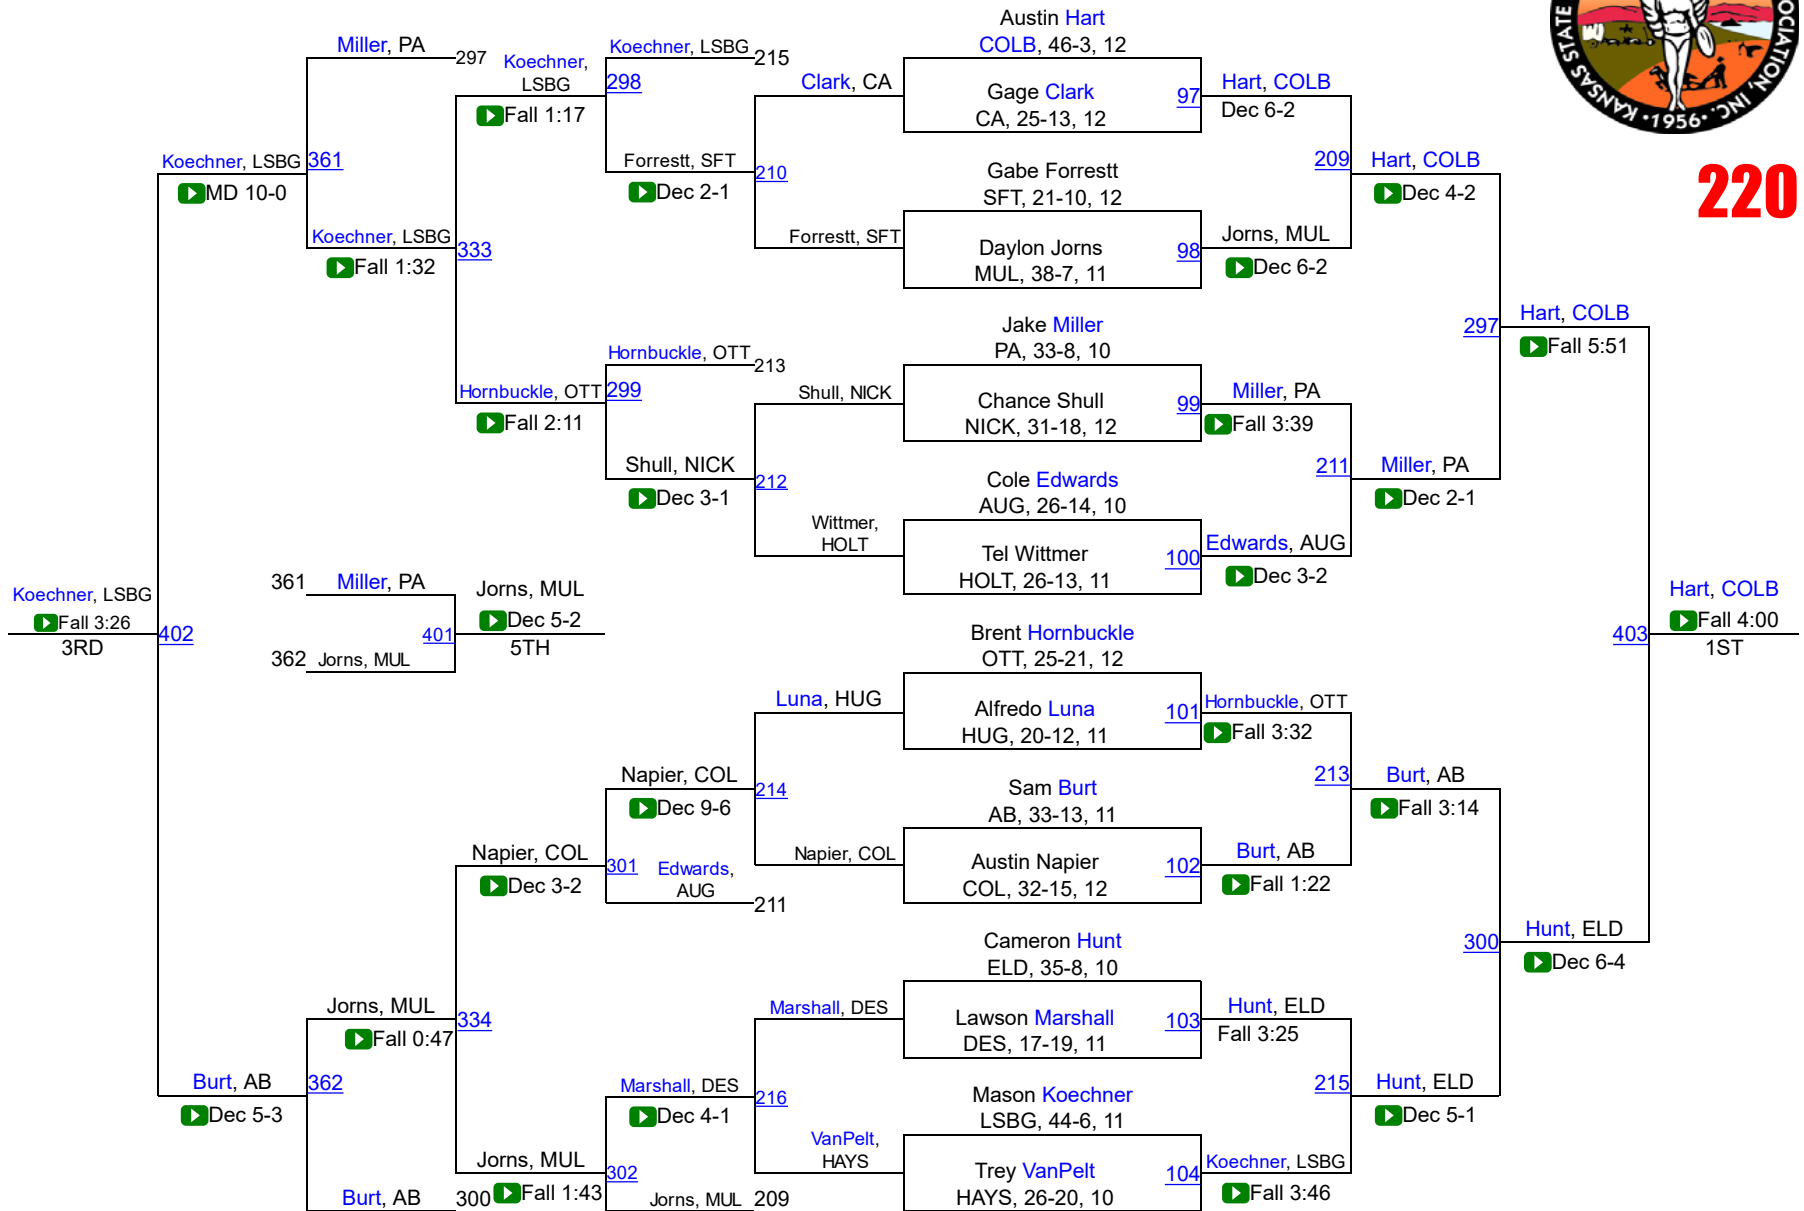 Austin Hart
COLB, 46-3, 12
Gage Clark
CA, 25-13, 12
97
Gabe Forrestt
SFT, 21-10, 12
Daylon Jorns
MUL, 38-7, 11
98
Jake Miller
PA, 33-8, 10
Chance Shull
NICK, 31-18, 12
99
Cole Edwards
AUG, 26-14, 10
Tel Wittmer
HOLT, 26-13, 11
100
Brent Hornbuckle
OTT, 25-21, 12
Alfredo Luna
HUG, 20-12, 11
101
Sam Burt
AB, 33-13, 11
Austin Napier
COL, 32-15, 12
102
Cameron Hunt
ELD, 35-8, 10
Lawson Marshall
DES, 17-19, 11
103
Mason Koechner
LSBG, 44-6, 11
Trey VanPelt
HAYS, 26-20, 10
104
Hart, COLB
Dec 6-2
209
Jorns, MUL
Dec 6-2
Miller, PA
Fall 3:39
211
Edwards, AUG
Dec 3-2
Hornbuckle, OTT
Fall 3:32
213
Burt, AB
Fall 1:22
Hunt, ELD
Fall 3:25
215
Koechner, LSBG
Fall 3:46
Hart, COLB
Dec 4-2
297
Miller, PA
Dec 2-1
Burt, AB
Fall 3:14
300
Hunt, ELD
Dec 5-1
Hart, COLB
Fall 5:51
403
Hunt, ELD
Dec 6-4
Hart, COLB
Fall 4:00
1ST
Clark, CA
210
Forrestt, SFT
Shull, NICK
212
Wittmer,
HOLT
Luna, HUG
214
Napier, COL
Marshall, DES
216
VanPelt,
HAYS
Koechner, LSBG
215
298
Forrestt, SFT
Dec 2-1
Hornbuckle, OTT
213
299
Shull, NICK
Dec 3-1
Napier, COL
Dec 9-6
301
Edwards,
AUG
211
Marshall, DES
Dec 4-1
302
Jorns, MUL
209
Koechner,
LSBG
Fall 1:17
333
Hornbuckle, OTT
Fall 2:11
Napier, COL
Dec 3-2
334
Jorns, MUL
Fall 1:43
Miller, PA
297
361
Koechner, LSBG
Fall 1:32
Jorns, MUL
Fall 0:47
362
Burt, AB
300
Koechner, LSBG
MD 10-0
402
Burt, AB
Dec 5-3
Koechner, LSBG
Fall 3:26
3RD
361
Miller, PA
401
362
Jorns, MUL
Jorns, MUL
Dec 5-2
5TH
220
KANSAS STATE
OCIATION, INC.
•1956•